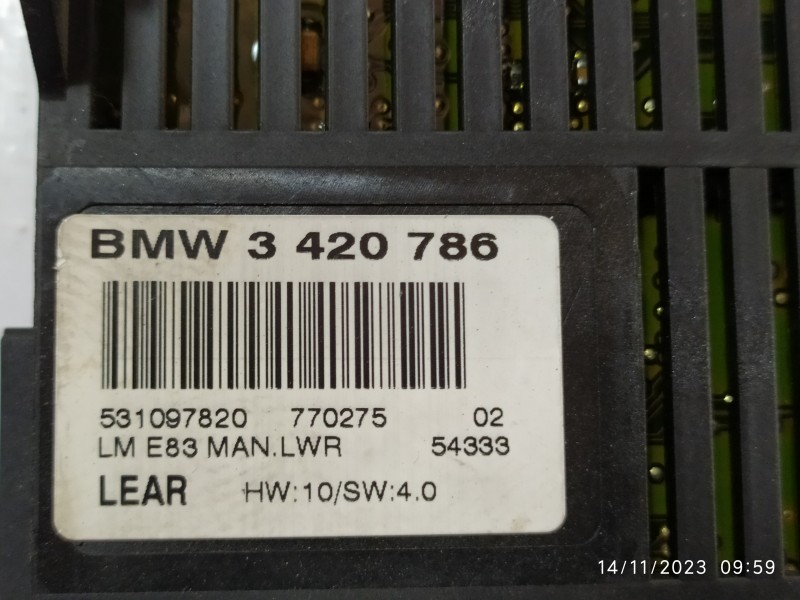 BMW 3 420 786
531097820 770275 02
LM E83 MAN.LWR 54333
LEAR HW:10/SW:4.0
14/11/2023 09:59